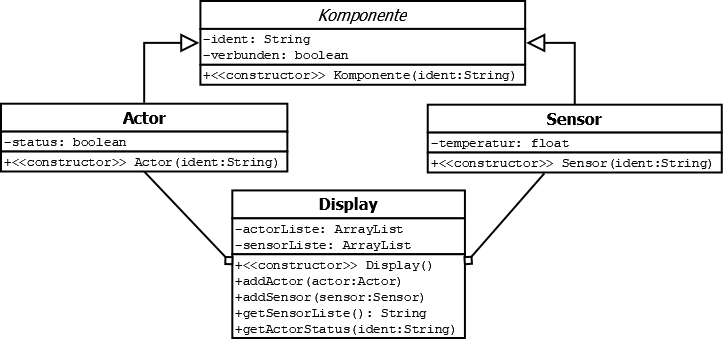 Komponente
-ident: String
-verbunden: boolean
+<<constructor>> Komponente(ident:String)
Actor
-status: boolean
+<<constructor>> Actor(ident:String)
Sensor
-temperatur: float
+<<constructor>> Sensor(ident:String)
Display
-actorListe: ArrayList
-sensorListe: ArrayList
+<<constructor>> Display()
+addActor(actor:Actor)
+addSensor(sensor:Sensor)
+getSensorListe(): String
+getActorStatus(ident:String)